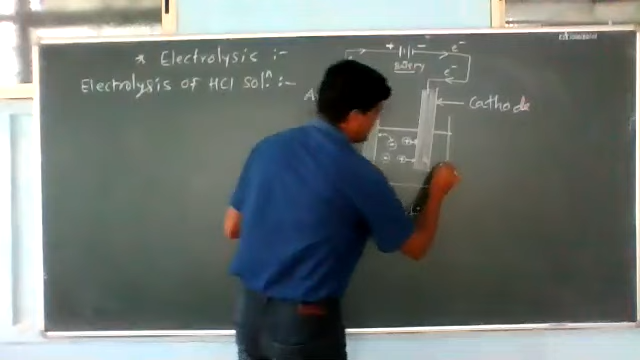 * Electrolysis :-
Electrolysis of HCl solⁿ :-
+ −
Battery
e⁻
e⁻
Cathode
A